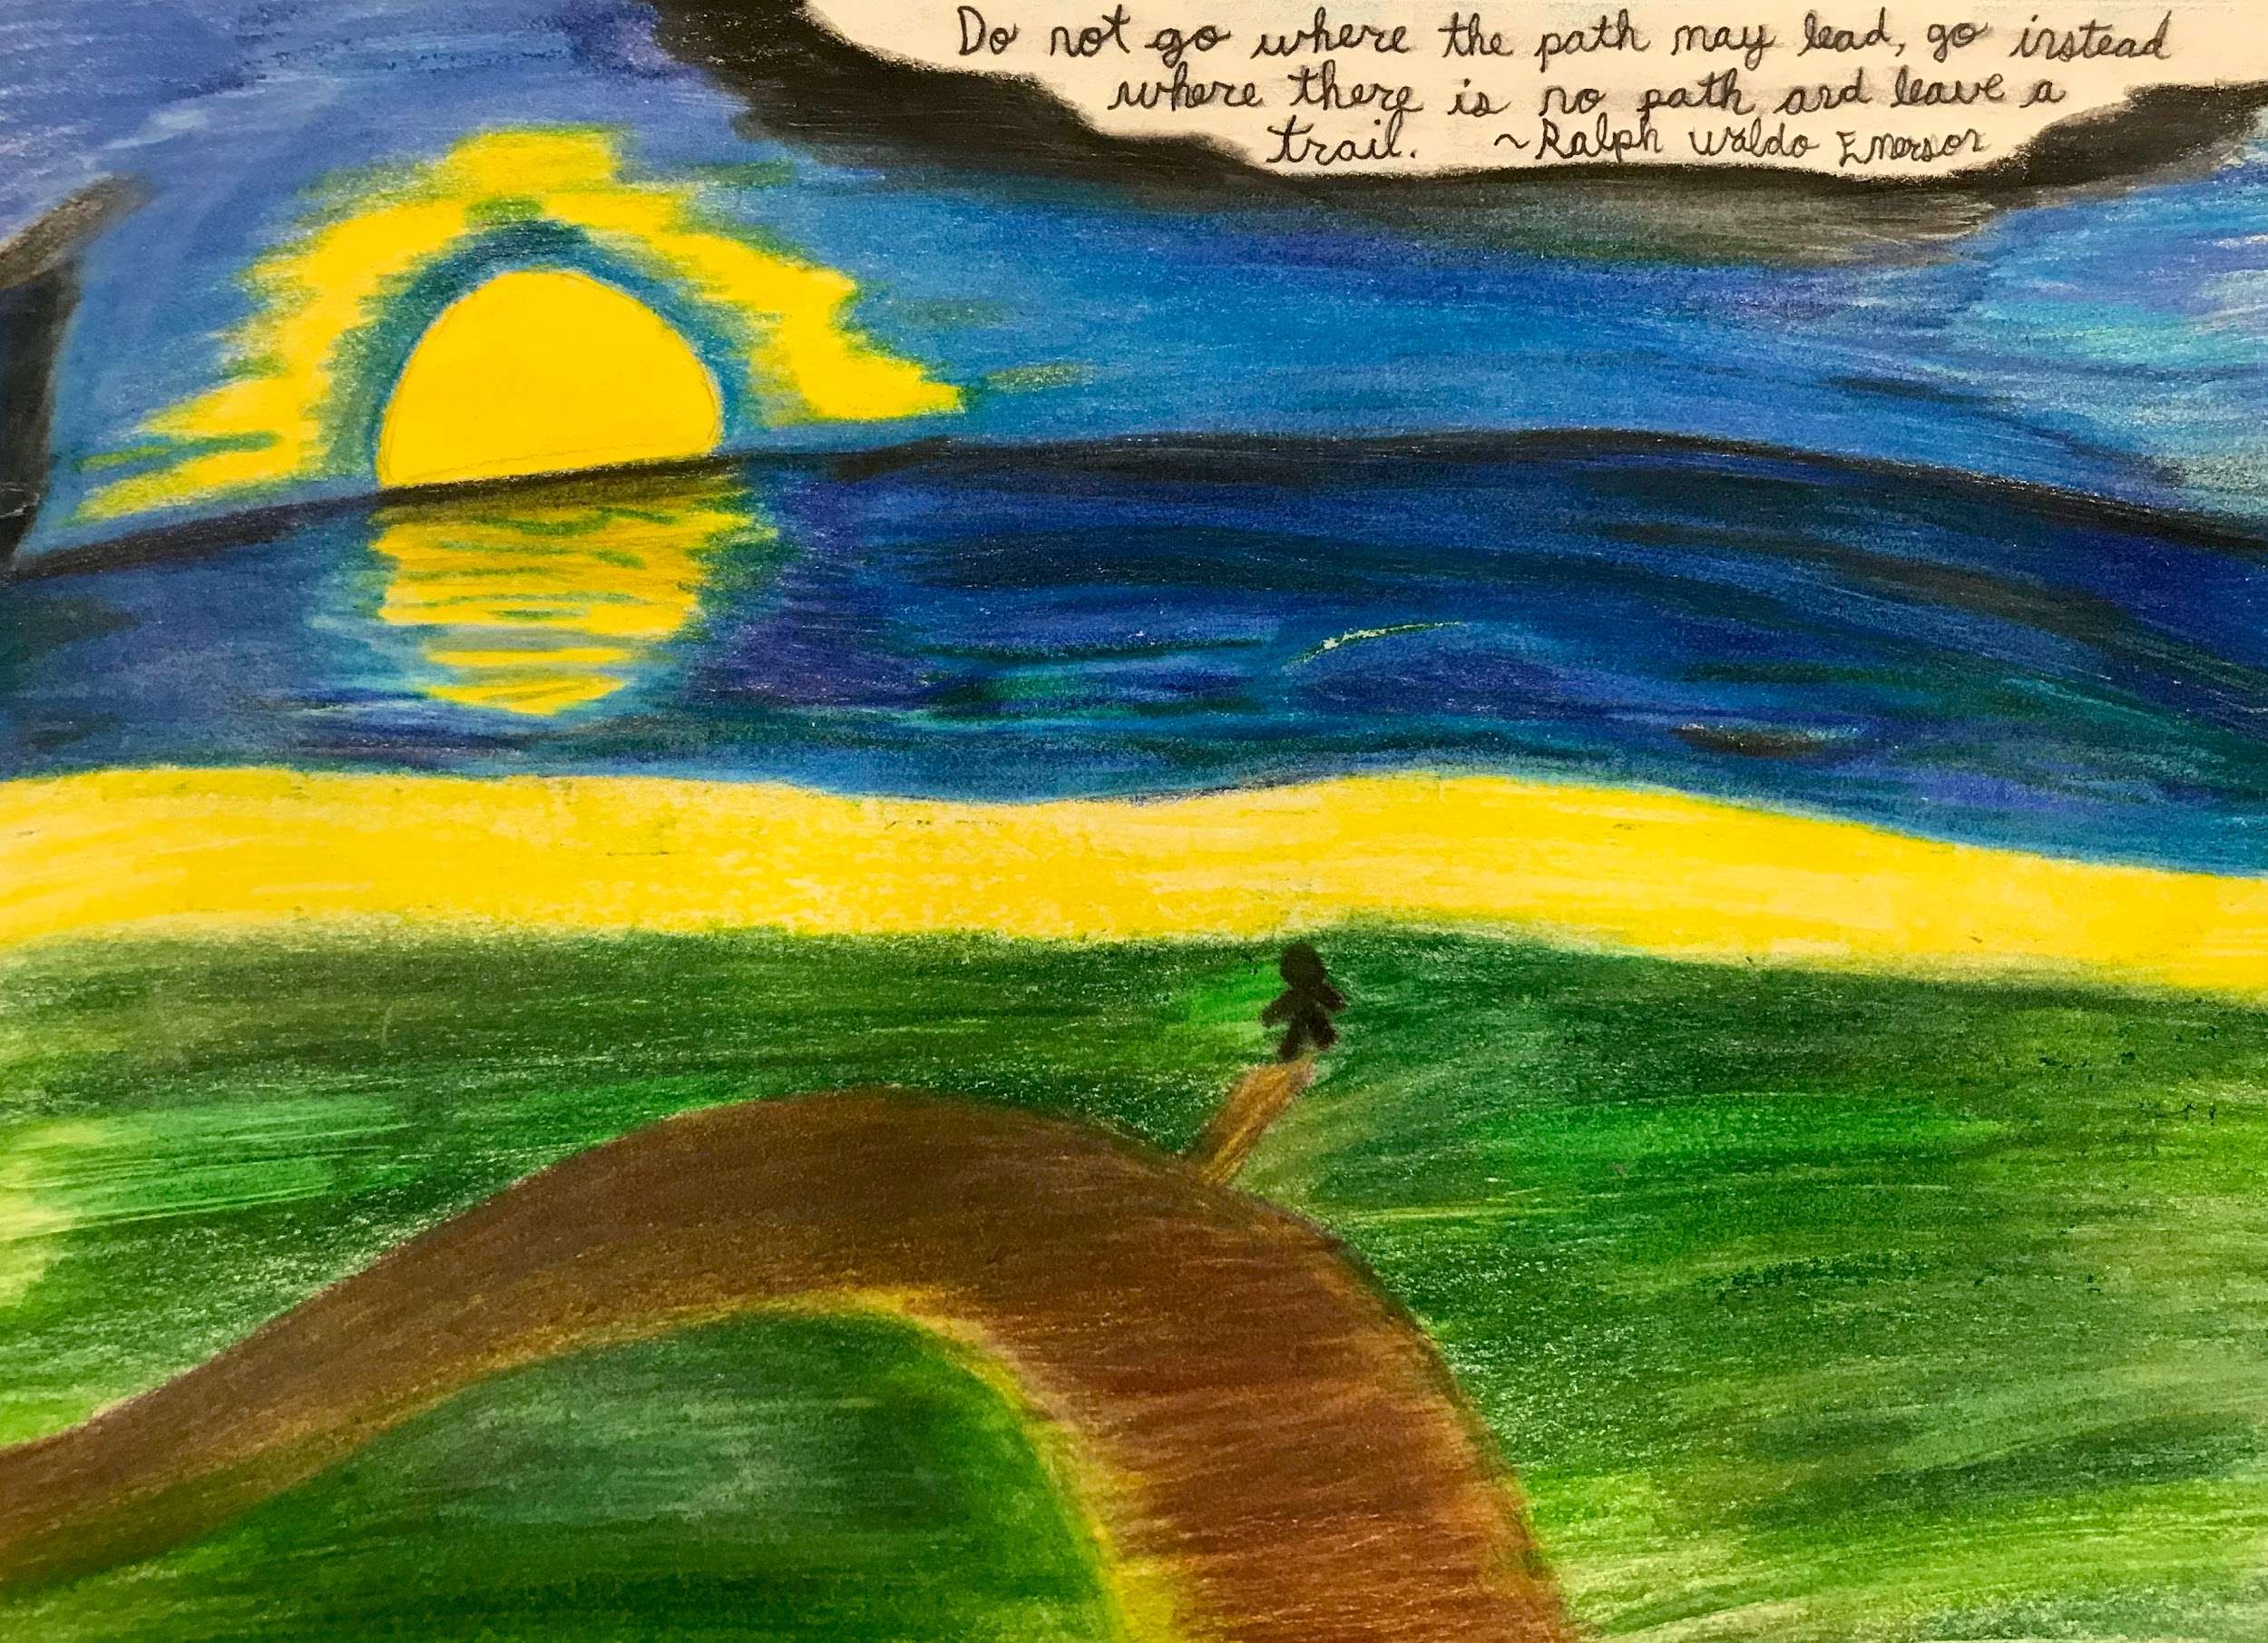 Do not go where the path may lead, go instead
where there is no path and leave a
trail. ~Ralph Waldo Emerson